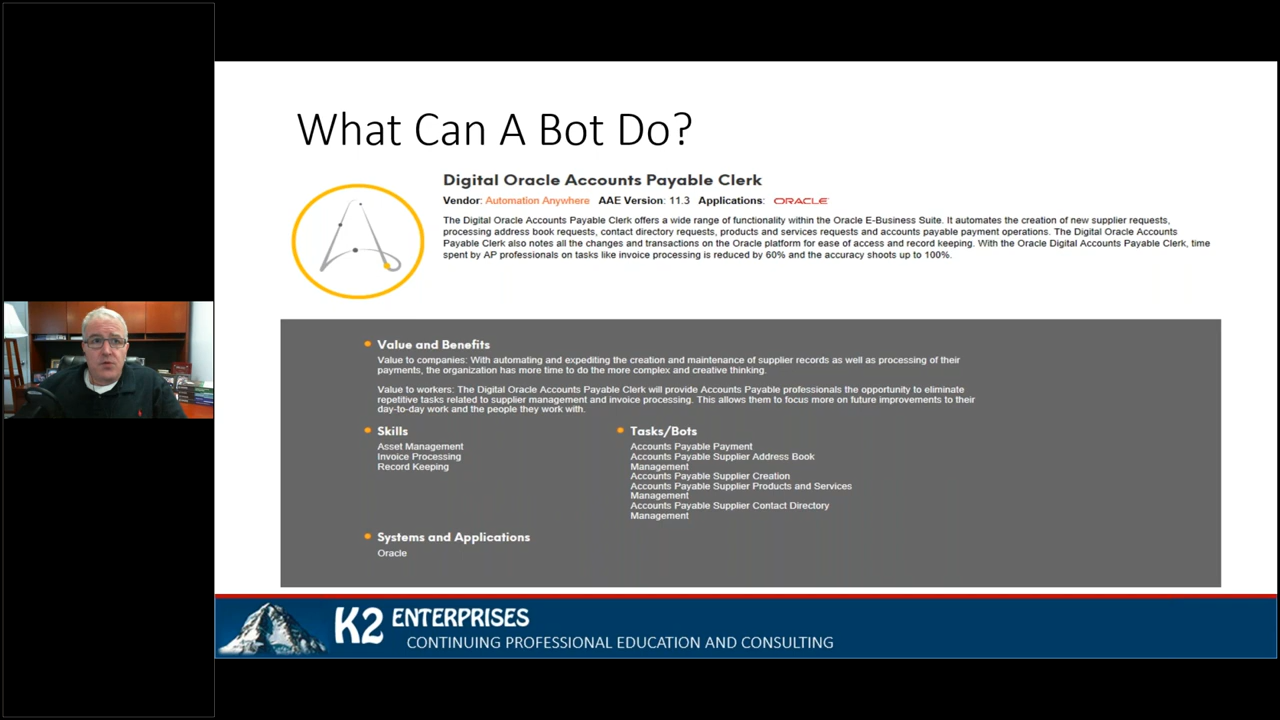 What Can A Bot Do?
Digital Oracle Accounts Payable Clerk
Vendor: Automation Anywhere AAE Version: 11.3 Applications: ORACLE
The Digital Oracle Accounts Payable Clerk offers a wide range of functionality within the Oracle E-Business Suite. It automates the creation of new supplier requests,
processing address book requests, contact directory requests, products and services requests and accounts payable payment operations. The Digital Oracle Accounts
Payable Clerk also notes all the changes and transactions on the Oracle platform for ease of access and record keeping. With the Oracle Digital Accounts Payable Clerk, time
spent by AP professionals on tasks like invoice processing is reduced by 60% and the accuracy shoots up to 100%.
Value and Benefits
Value to companies: With automating and expediting the creation and maintenance of supplier records as well as processing of their
payments, the organization has more time to do the more complex and creative thinking.
Value to workers: The Digital Oracle Accounts Payable Clerk will provide Accounts Payable professionals the opportunity to eliminate
repetitive tasks related to supplier management and invoice processing. This allows them to focus more on future improvements to their
day-to-day work and the people they work with.
Skills
Asset Management
Invoice Processing
Record Keeping
Tasks/Bots
Accounts Payable Payment
Accounts Payable Supplier Address Book
Management
Accounts Payable Supplier Creation
Accounts Payable Supplier Products and Services
Management
Accounts Payable Supplier Contact Directory
Management
Systems and Applications
Oracle
K2 ENTERPRISES
CONTINUING PROFESSIONAL EDUCATION AND CONSULTING